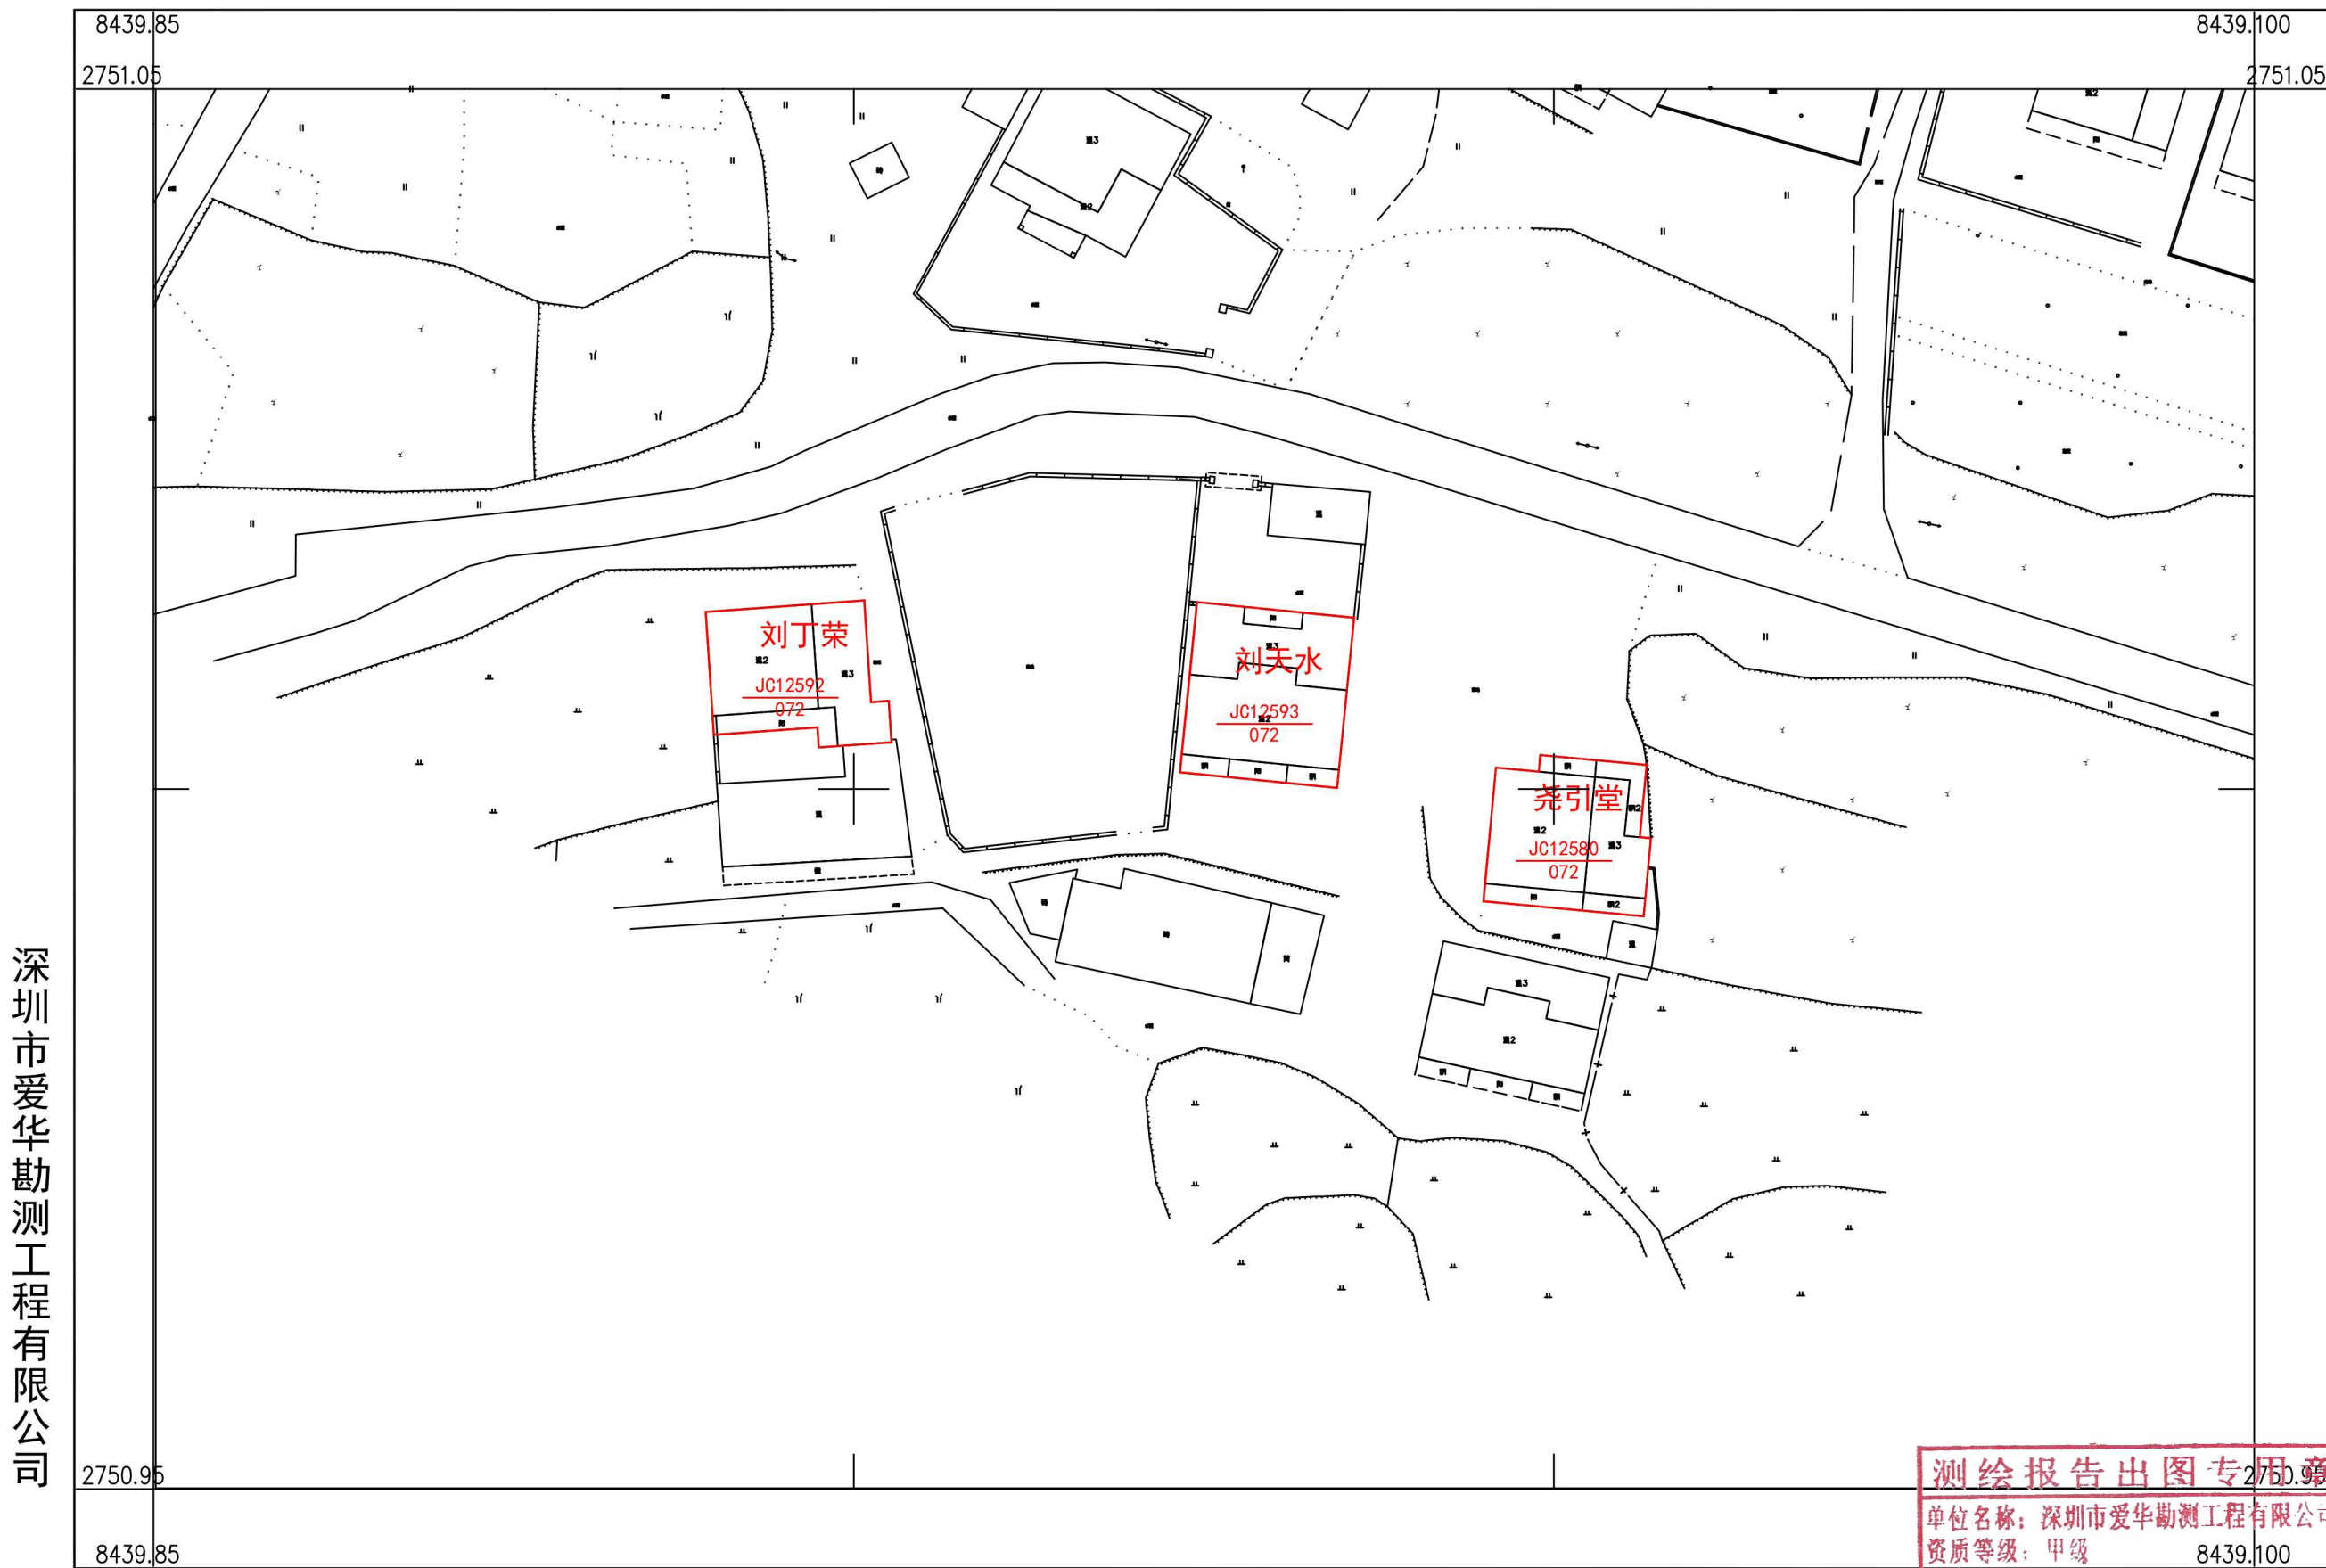 8439.85
8439.100
2751.05
2751.05
刘丁荣
JC12592
072
刘天水
JC12593
072
尧引堂
JC12580
072
深圳市爱华勘测工程有限公司
2750.95
2750.95
8439.85
8439.100
测绘报告出图专用章
单位名称：深圳市爱华勘测工程有限公司
资质等级：甲级